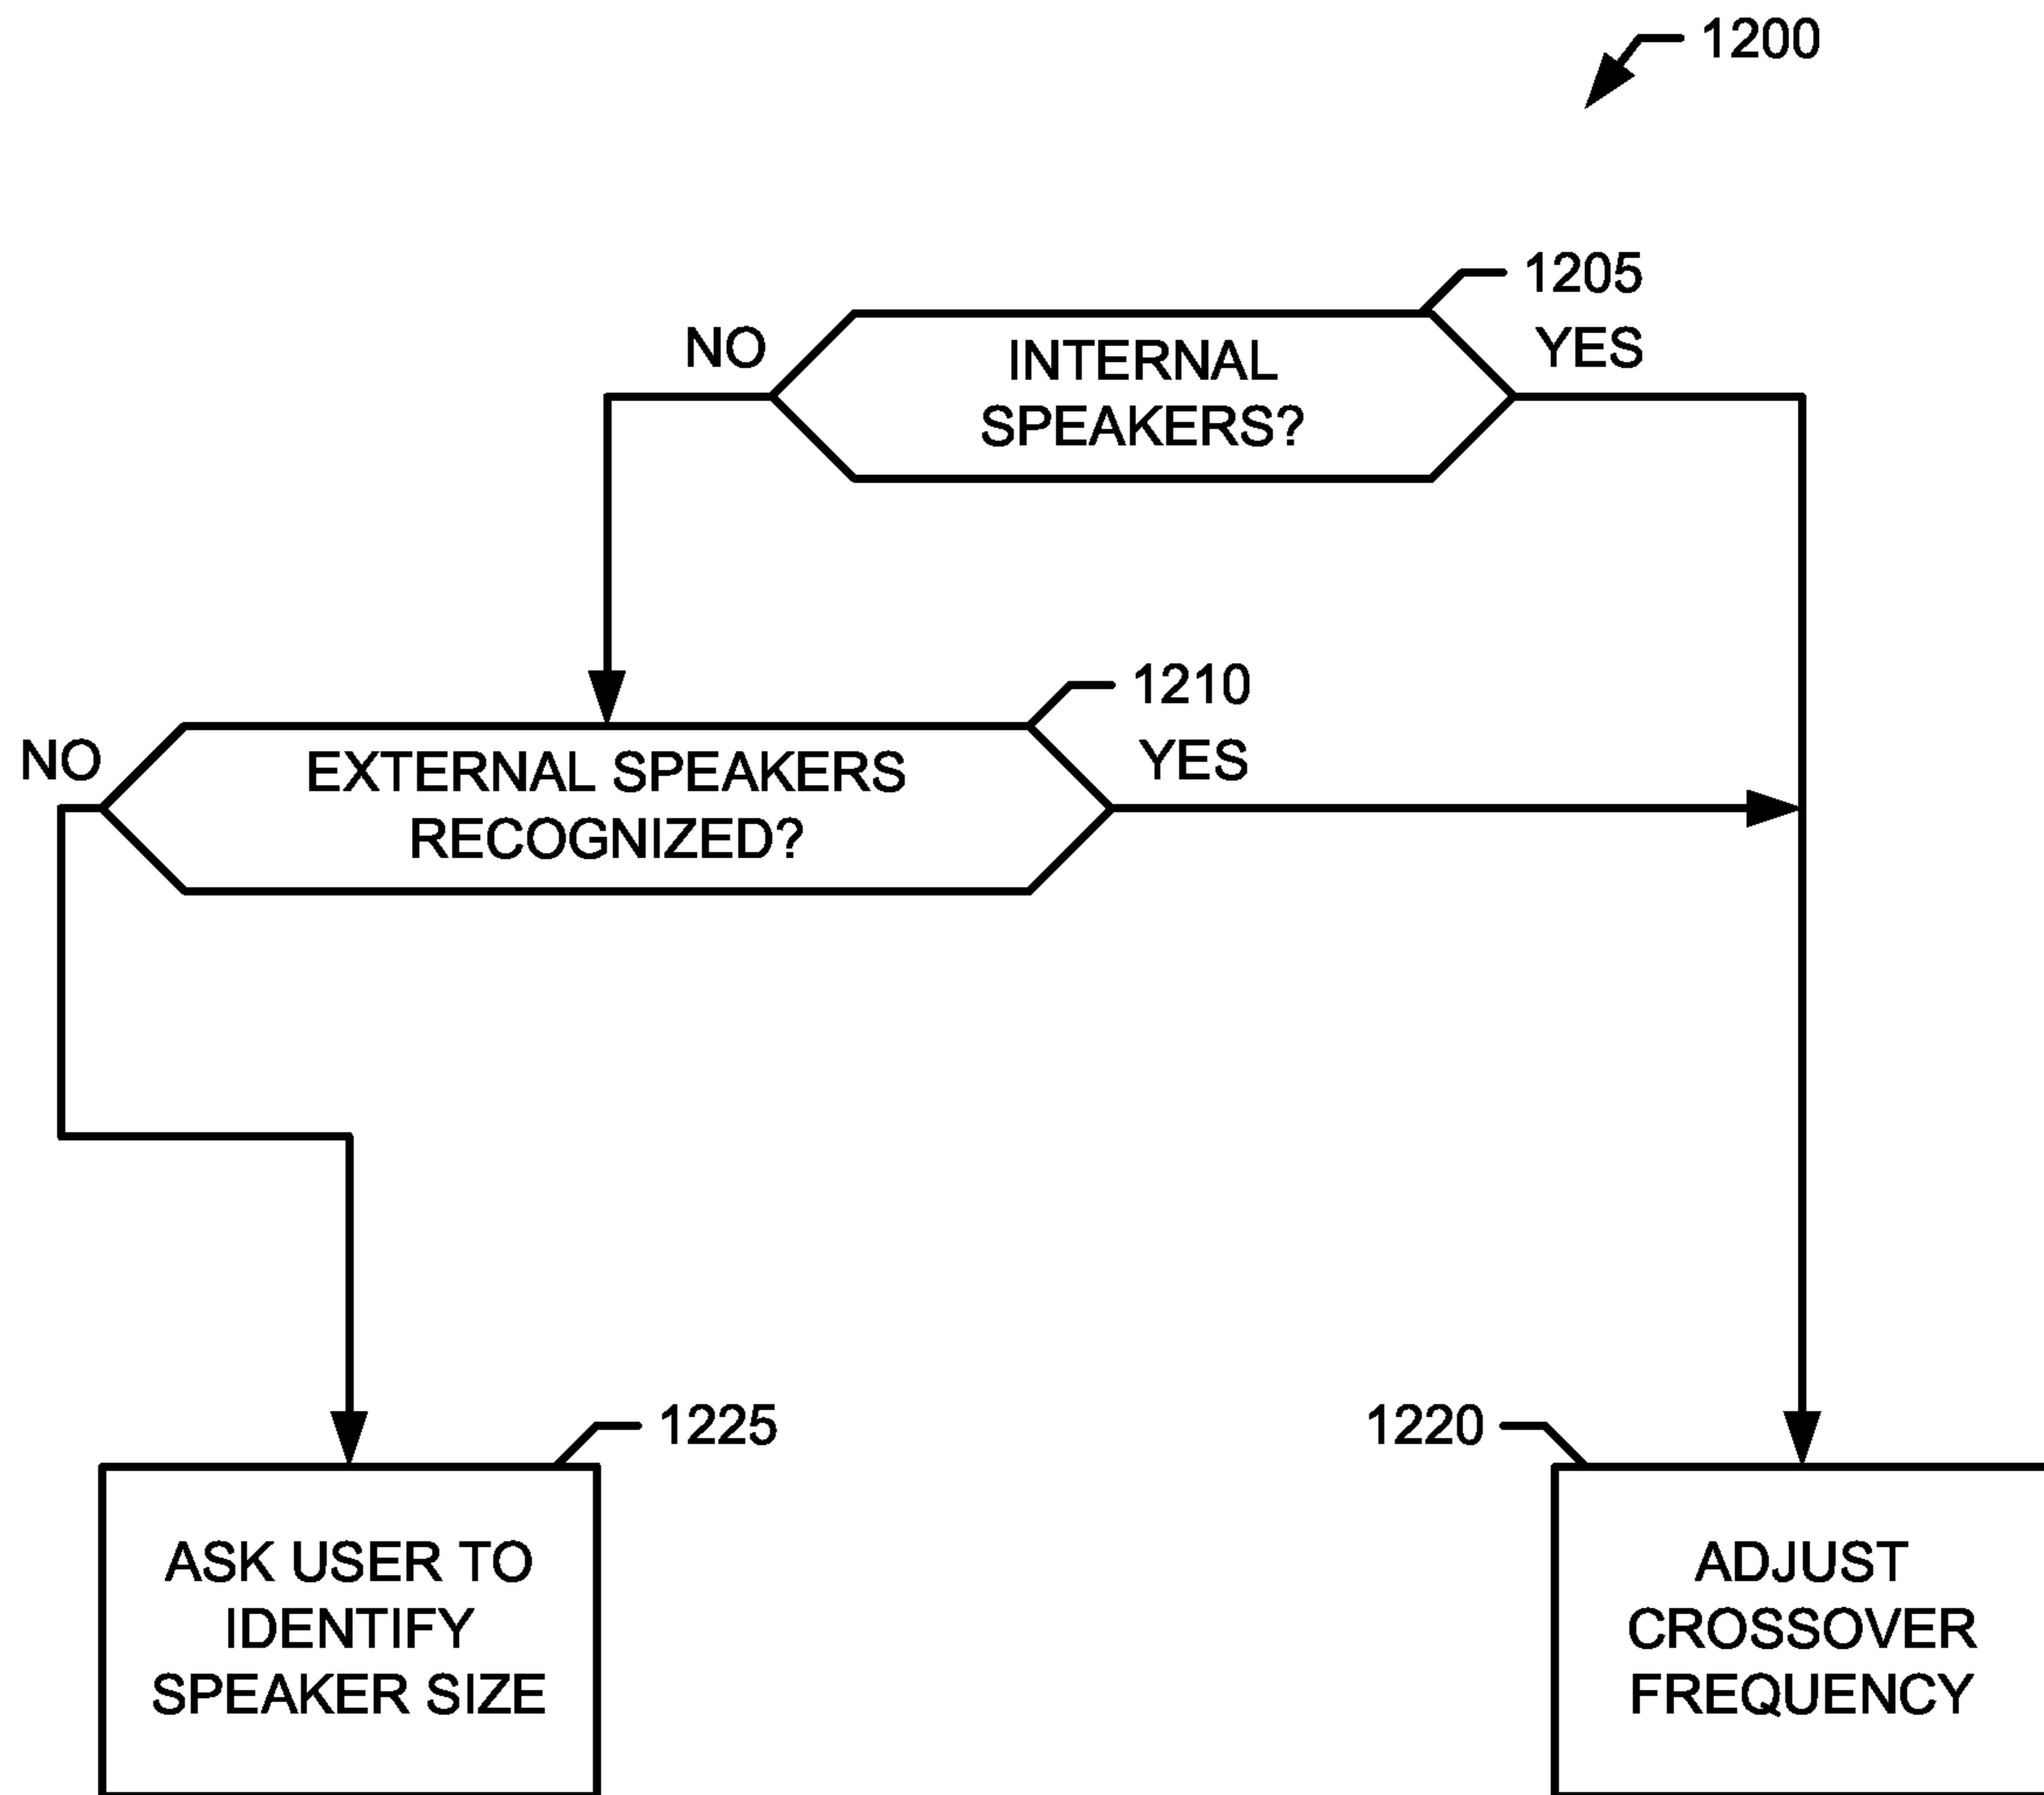 1200
1205
NO
YES
INTERNAL
SPEAKERS?
1210
NO
YES
EXTERNAL SPEAKERS
RECOGNIZED?
1225
1220
ASK USER TO
IDENTIFY
SPEAKER SIZE
ADJUST
CROSSOVER
FREQUENCY